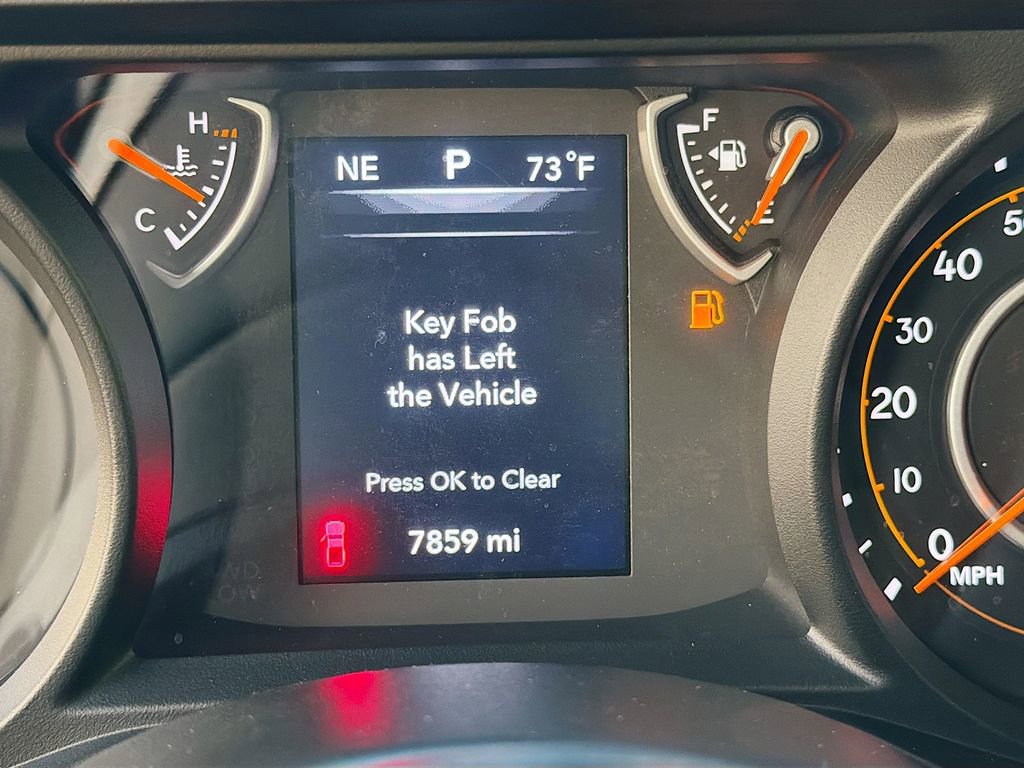 H
C
NE P 73°F
F
E
Key Fob
has Left
the Vehicle
Press OK to Clear
7859 mi
40
30
20
10
0
MPH